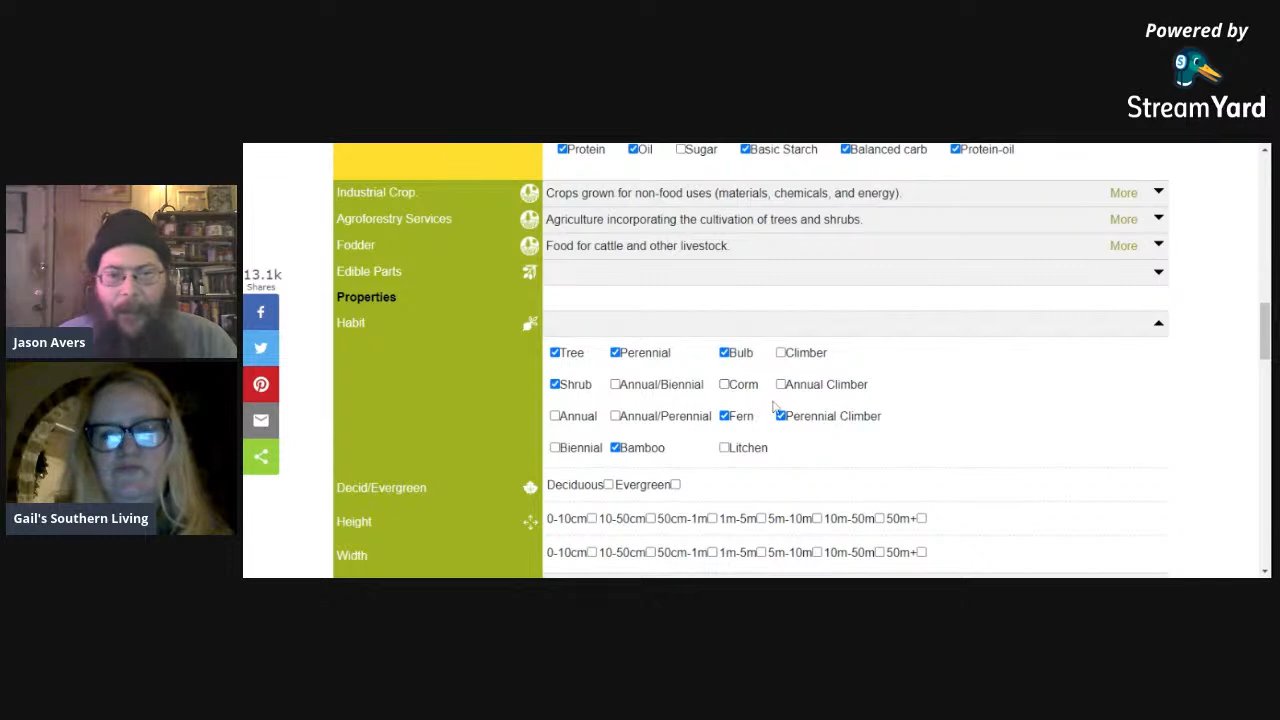 Powered by
StreamYard
Protein Oil Sugar Basic Starch Balanced carb Protein-oil
Industrial Crop. Crops grown for non-food uses (materials, chemicals, and energy). More
Agroforestry Services Agriculture incorporating the cultivation of trees and shrubs. More
Fodder Food for cattle and other livestock. More
Edible Parts
Properties
Habit
Tree Perennial Bulb Climber
Shrub Annual/Biennial Corm Annual Climber
Annual Annual/Perennial Fern Perennial Climber
Biennial Bamboo Litchen
Decid/Evergreen Deciduous Evergreen
Height 0-10cm 10-50cm 50cm-1m 1m-5m 5m-10m 10m-50m 50m+
Width 0-10cm 10-50cm 50cm-1m 1m-5m 5m-10m 10m-50m 50m+
13.1k
Shares
Jason Avers
Gail's Southern Living